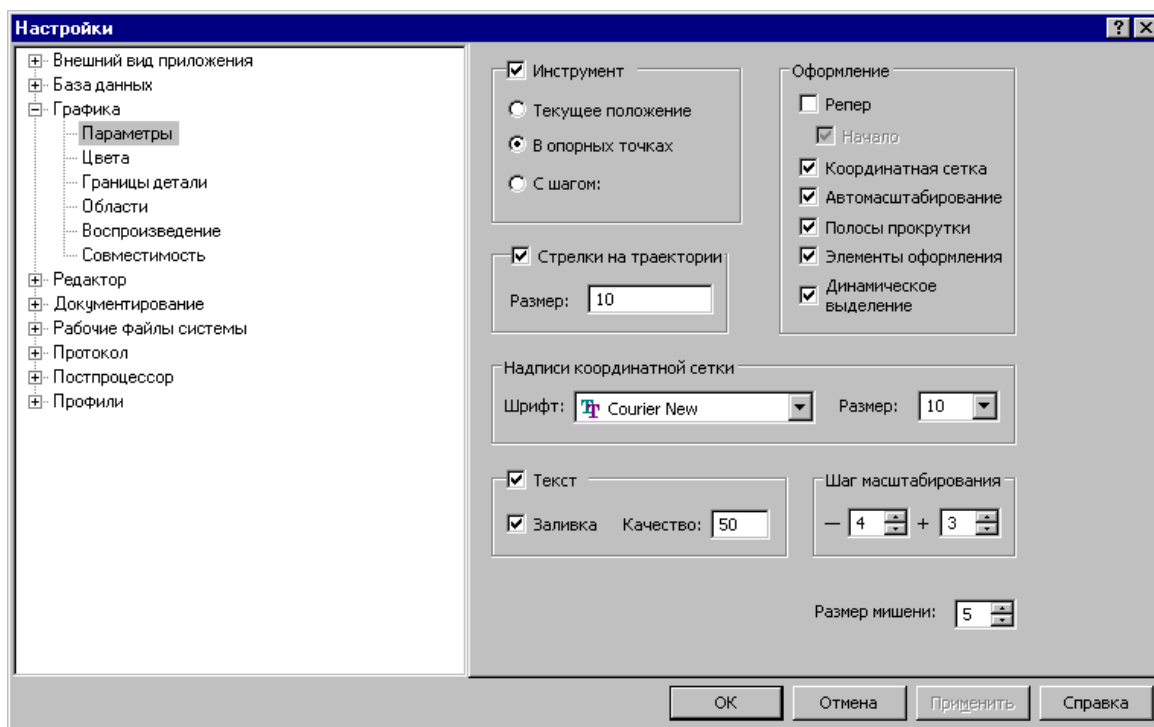 Настройки
Внешний вид приложения
База данных
Графика
Параметры
Цвета
Границы детали
Области
Воспроизведение
Совместимость
Редактор
Документирование
Рабочие файлы системы
Протокол
Постпроцессор
Профили
Инструмент
Текущее положение
В опорных точках
С шагом:
Стрелки на траектории
Размер: 10
Оформление
Репер
Начало
Координатная сетка
Автомасштабирование
Полосы прокрутки
Элементы оформления
Динамическое
выделение
Надписи координатной сетки
Шрифт: Courier New Размер: 10
Текст
Заливка Качество: 50
Шаг масштабирования
— 4 + 3
Размер мишени: 5
OK Отмена Применить Справка